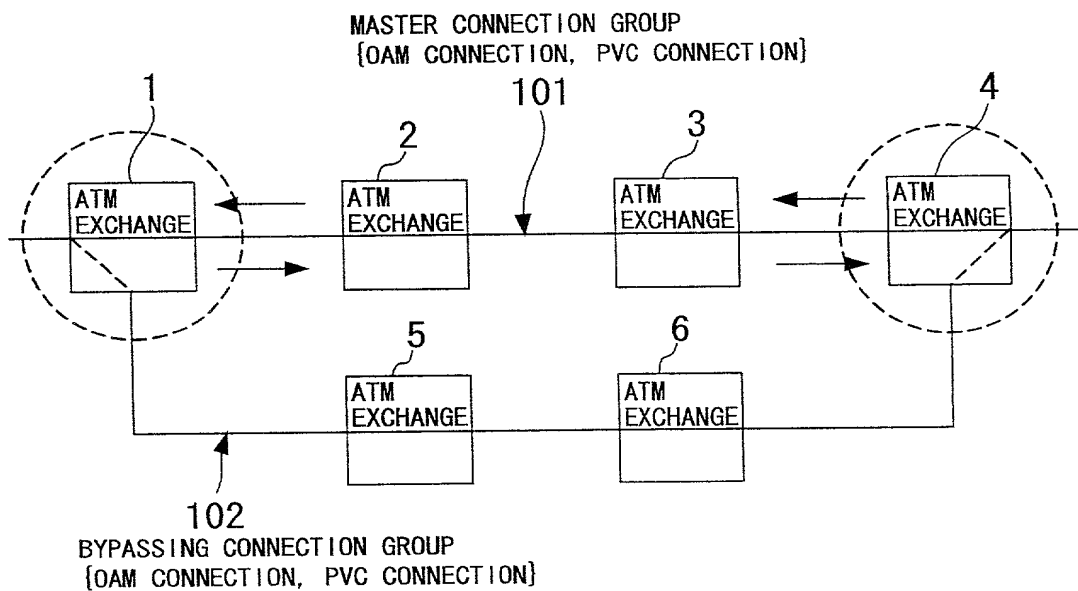 MASTER CONNECTION GROUP
{OAM CONNECTION, PVC CONNECTION}
101
1
2
3
4
ATM
EXCHANGE
ATM
EXCHANGE
ATM
EXCHANGE
ATM
EXCHANGE
5
6
ATM
EXCHANGE
ATM
EXCHANGE
102
BYPASSING CONNECTION GROUP
{OAM CONNECTION, PVC CONNECTION}